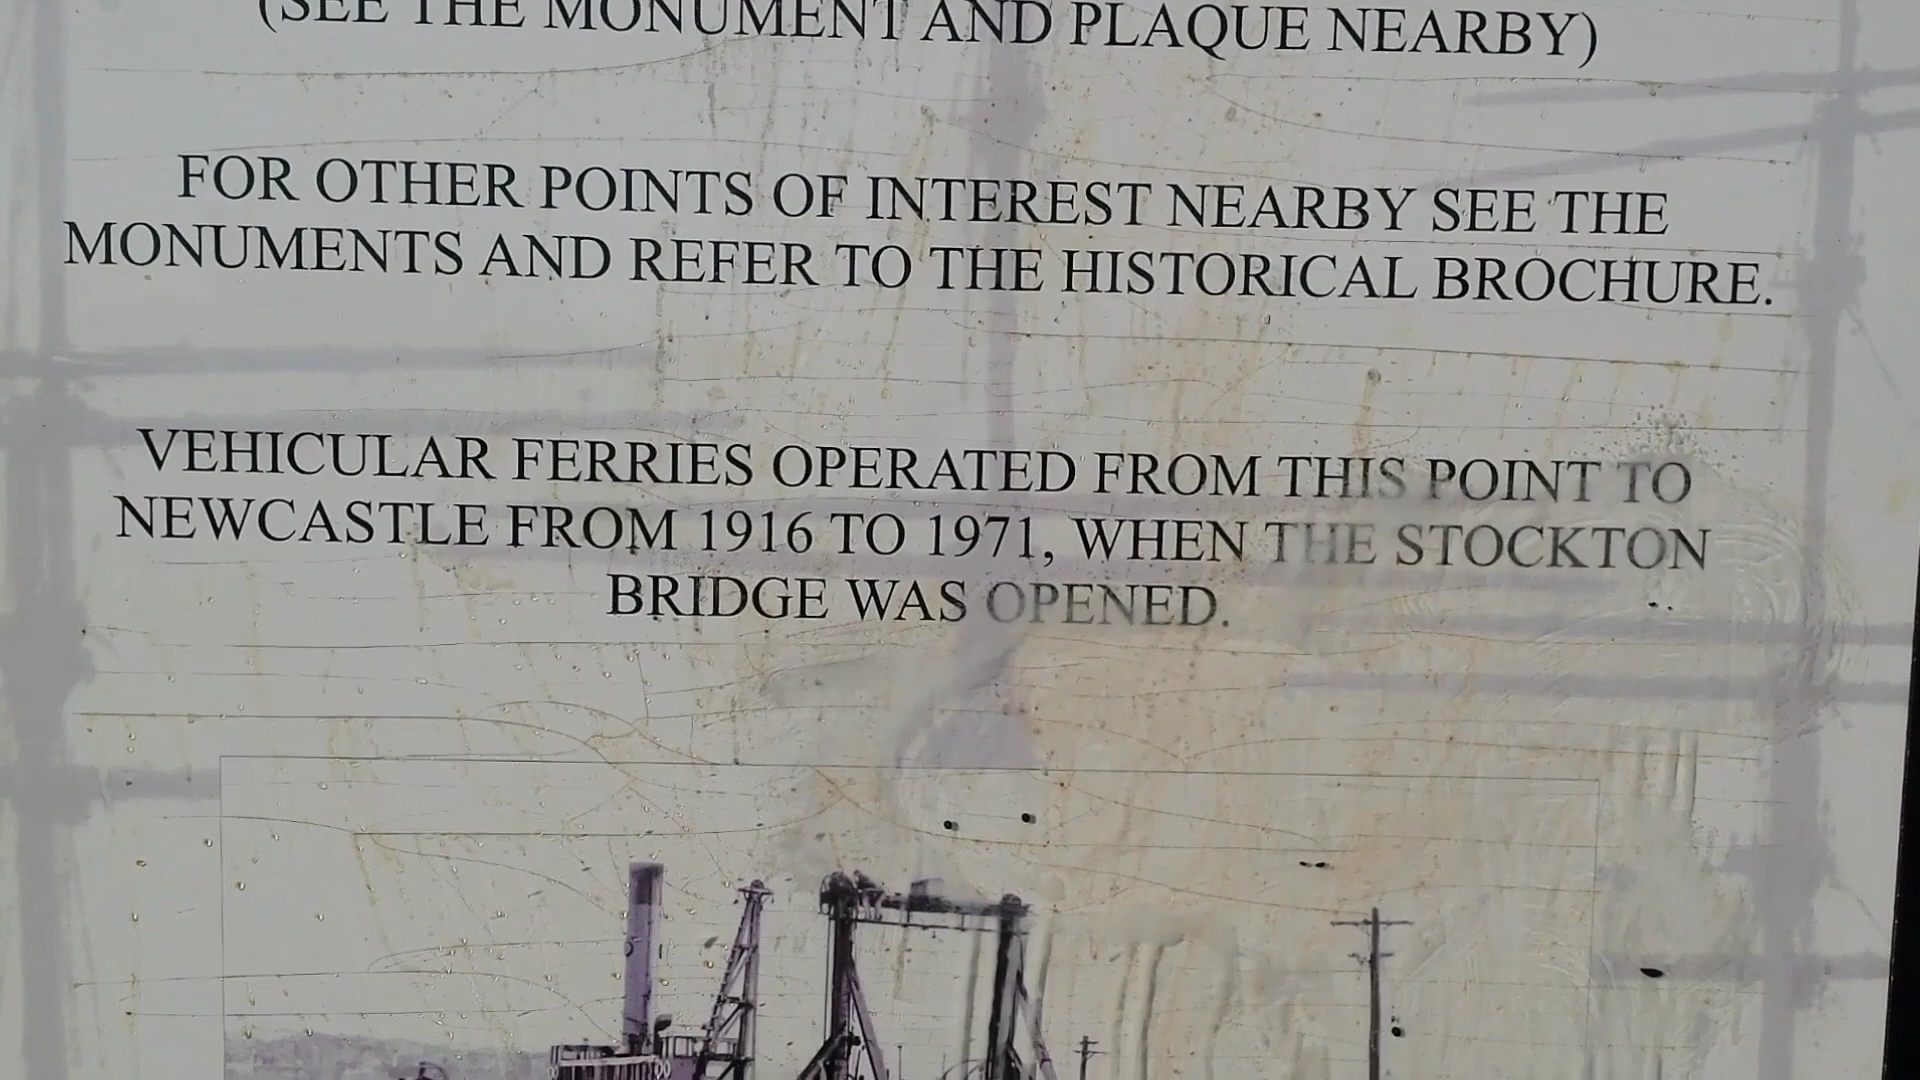 (SEE THE MONUMENT AND PLAQUE NEARBY)
FOR OTHER POINTS OF INTEREST NEARBY SEE THE
MONUMENTS AND REFER TO THE HISTORICAL BROCHURE.
VEHICULAR FERRIES OPERATED FROM THIS POINT TO
NEWCASTLE FROM 1916 TO 1971, WHEN THE STOCKTON
BRIDGE WAS OPENED.